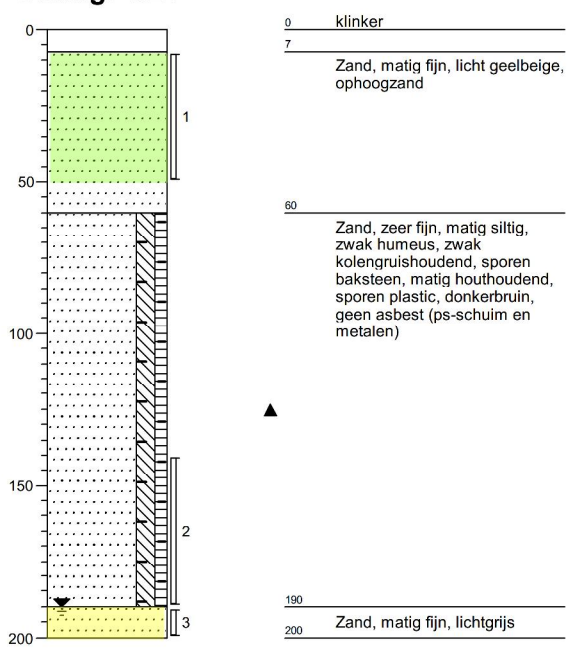 0
50
100
150
200
1
2
3
0 klinker
7
Zand, matig fijn, licht geelbeige,
ophoogzand
60
Zand, zeer fijn, matig siltig,
zwak humeus, zwak
kolengruishoudend, sporen
baksteen, matig houthoudend,
sporen plastic, donkerbruin,
geen asbest (ps-schuim en
metalen)
190
Zand, matig fijn, lichtgrijs
200